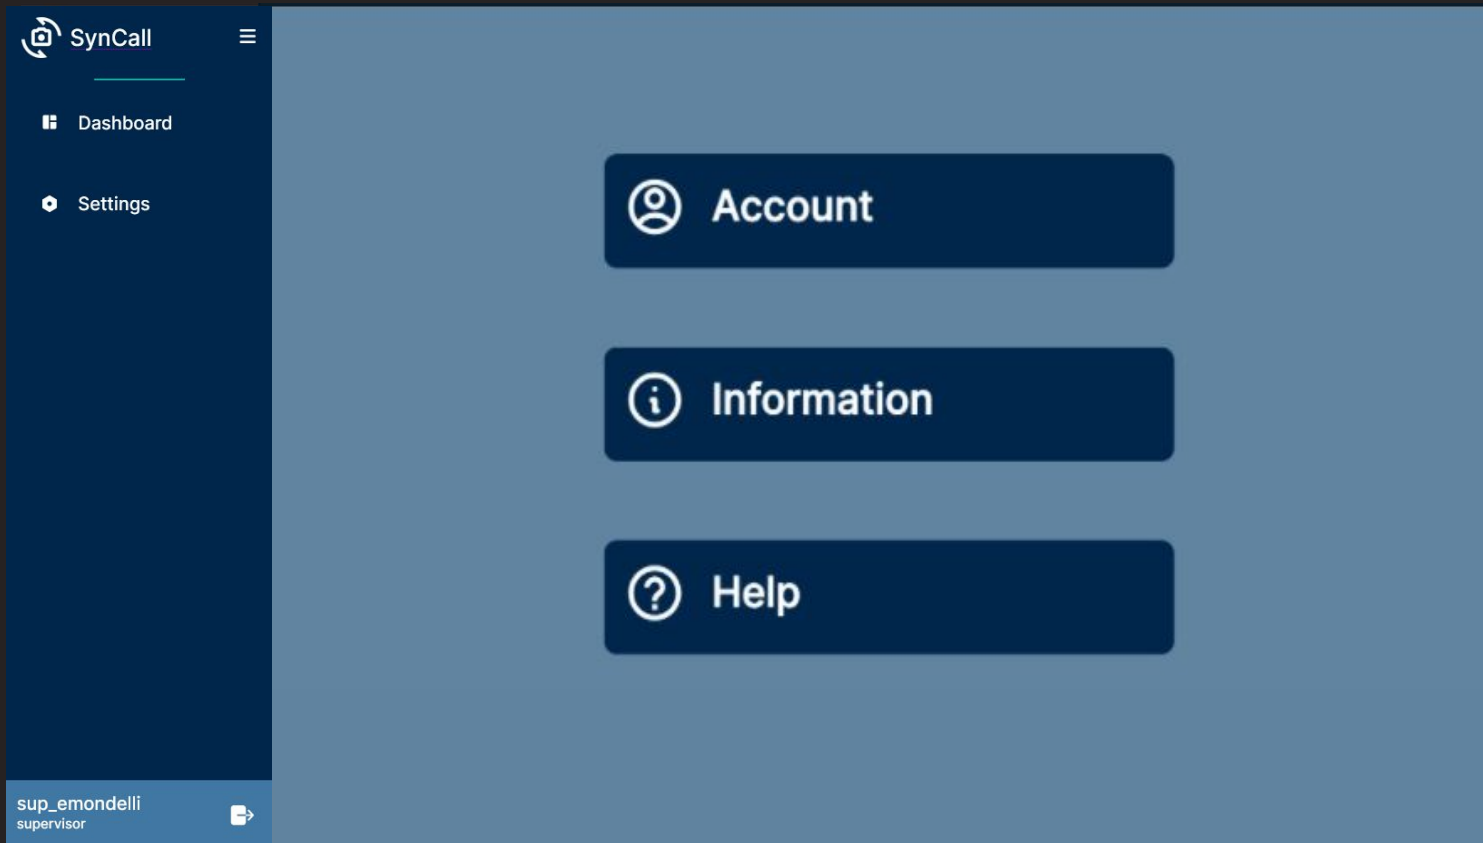 SynCall
Dashboard
Settings
Account
Information
Help
sup_emondelli
supervisor